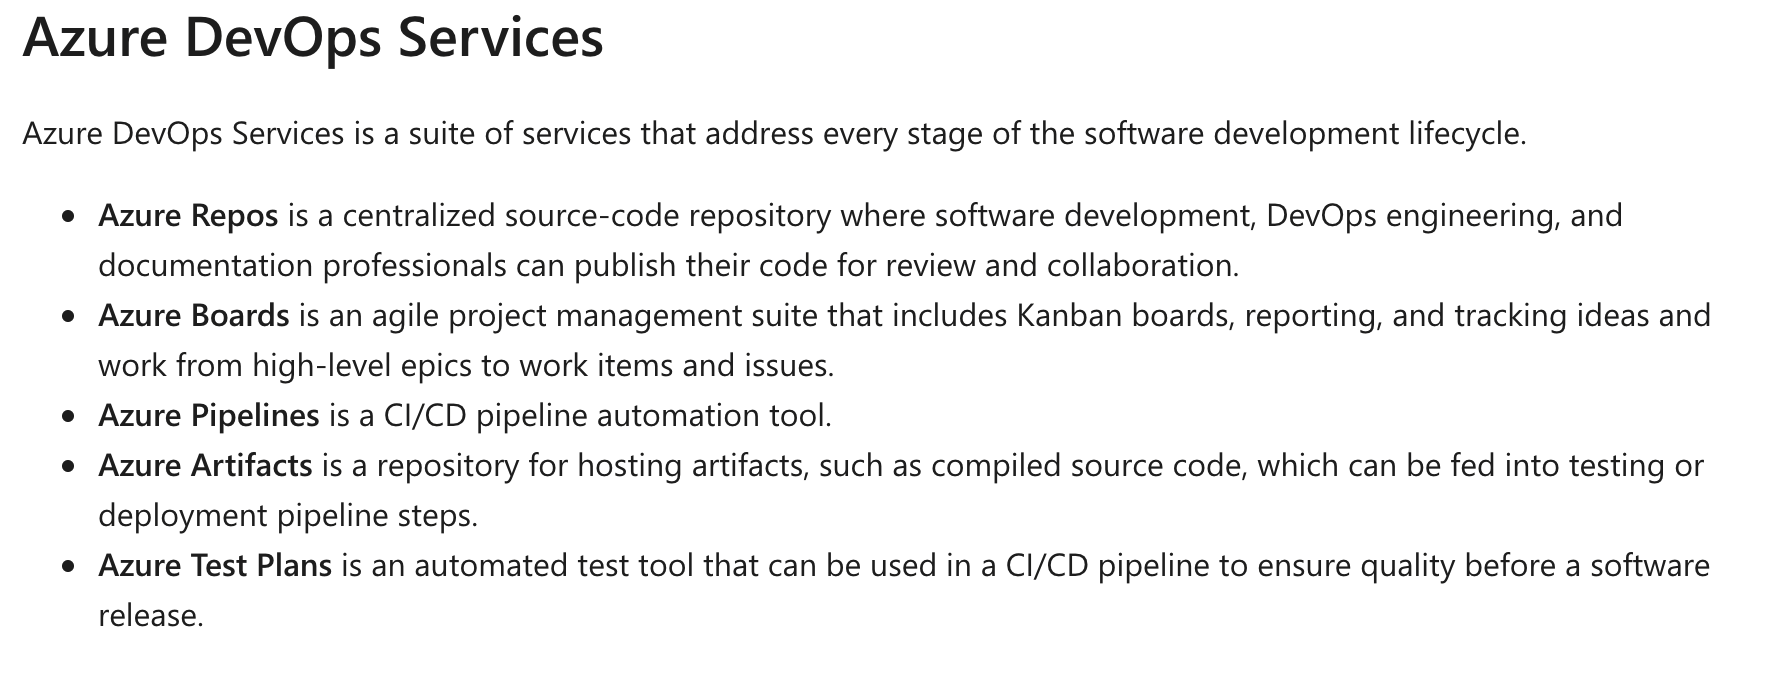 Azure DevOps Services
Azure DevOps Services is a suite of services that address every stage of the software development lifecycle.
• Azure Repos is a centralized source-code repository where software development, DevOps engineering, and
documentation professionals can publish their code for review and collaboration.
• Azure Boards is an agile project management suite that includes Kanban boards, reporting, and tracking ideas and
work from high-level epics to work items and issues.
• Azure Pipelines is a CI/CD pipeline automation tool.
• Azure Artifacts is a repository for hosting artifacts, such as compiled source code, which can be fed into testing or
deployment pipeline steps.
• Azure Test Plans is an automated test tool that can be used in a CI/CD pipeline to ensure quality before a software
release.